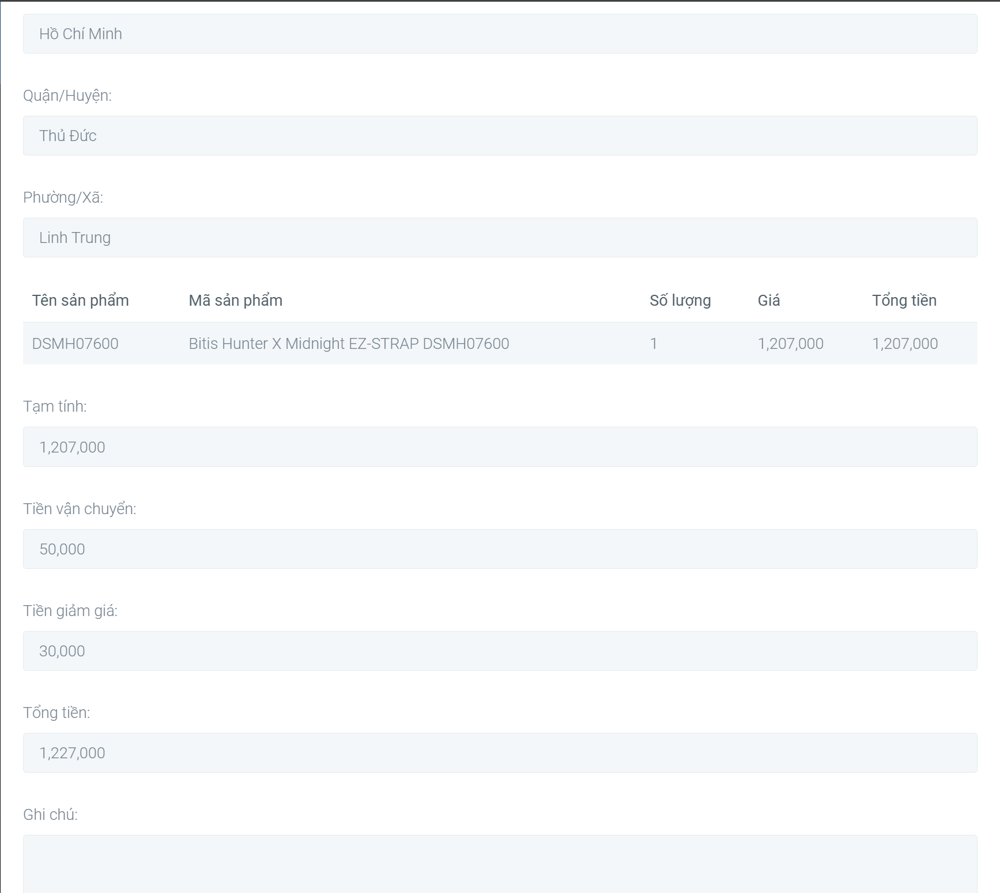 Hồ Chí Minh
Quận/Huyện:
Thủ Đức
Phường/Xã:
Linh Trung
Tên sản phẩm Mã sản phẩm Số lượng Giá Tổng tiền
DSMH07600 Bitis Hunter X Midnight EZ-STRAP DSMH07600 1 1,207,000 1,207,000
Tạm tính:
1,207,000
Tiền vận chuyển:
50,000
Tiền giảm giá:
30,000
Tổng tiền:
1,227,000
Ghi chú: